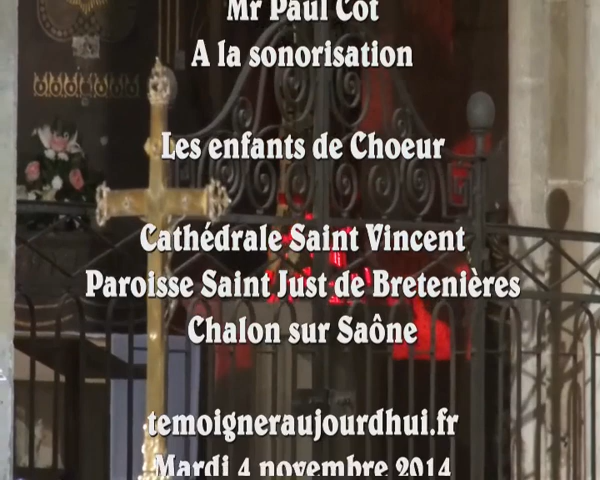 Mr Paul Cot
A la sonorisation
Les enfants de Choeur
Cathédrale Saint Vincent
Paroisse Saint Just de Bretenières
Chalon sur Saône
temoigneraujourdhui.fr
Mardi 4 novembre 2014